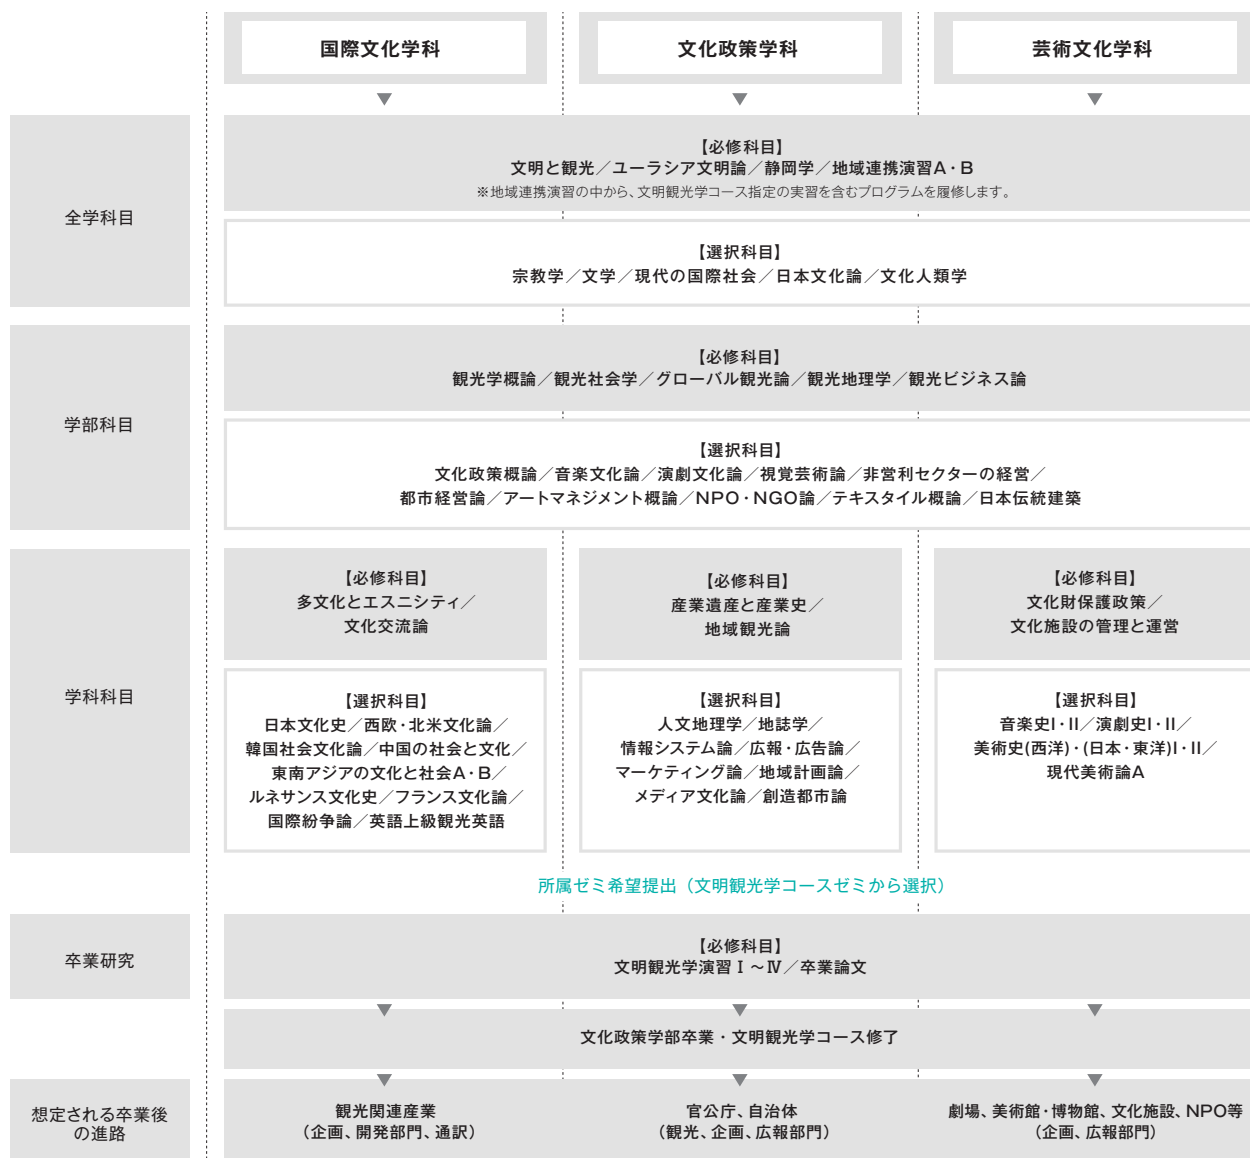 国際文化学科
文化政策学科
芸術文化学科
全学科目
【必修科目】
文明と観光／ユーラシア文明論／静岡学／地域連携演習A・B
※地域連携演習の中から、文明観光学コース指定の実習を含むプログラムを履修します。
【選択科目】
宗教学／文学／現代の国際社会／日本文化論／文化人類学
学部科目
【必修科目】
観光学概論／観光社会学／グローバル観光論／観光地理学／観光ビジネス論
【選択科目】
文化政策概論／音楽文化論／演劇文化論／視覚芸術論／非営利セクターの経営／
都市経営論／アートマネジメント概論／NPO・NGO論／テキスタイル概論／日本伝統建築
学科科目
【必修科目】
多文化とエスニシティ／
文化交流論
【必修科目】
産業遺産と産業史／
地域観光論
【必修科目】
文化財保護政策／
文化施設の管理と運営
【選択科目】
日本文化史／西欧・北米文化論／
韓国社会文化論／中国の社会と文化／
東南アジアの文化と社会A・B／
ルネサンス文化史／フランス文化論／
国際紛争論／英語上級観光英語
【選択科目】
人文地理学／地誌学／
情報システム論／広報・広告論／
マーケティング論／地域計画論／
メディア文化論／創造都市論
【選択科目】
音楽史I・II／演劇史I・II／
美術史(西洋)・(日本・東洋)I・II／
現代美術論A
所属ゼミ希望提出（文明観光学コースゼミから選択）
卒業研究
【必修科目】
文明観光学演習Ⅰ～Ⅳ／卒業論文
文化政策学部卒業・文明観光学コース修了
想定される卒業後
の進路
観光関連産業
（企画、開発部門、通訳）
官公庁、自治体
（観光、企画、広報部門）
劇場、美術館・博物館、文化施設、NPO等
（企画、広報部門）